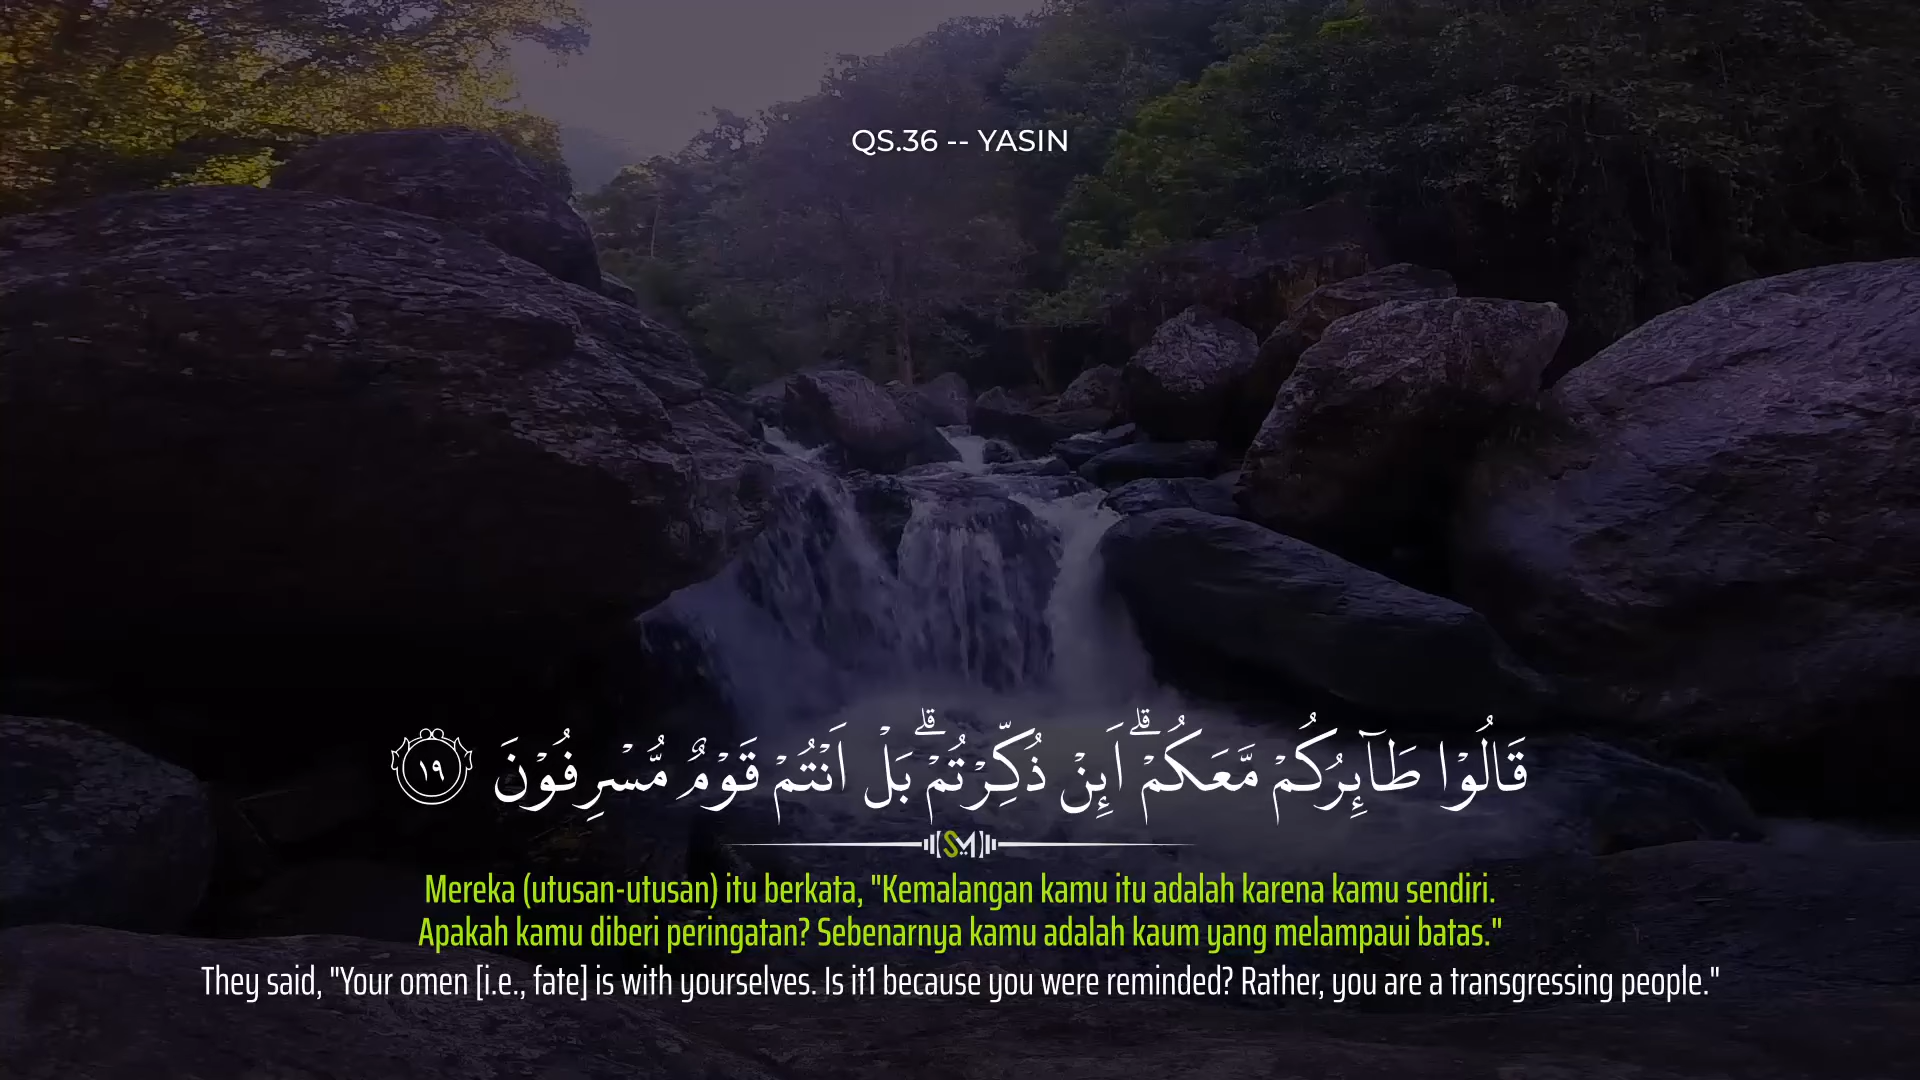 QS.36 -- YASIN
قَالُوْا طَاۤىِٕرُكُمْ مَّعَكُمْۗ اَىِٕنْ ذُكِّرْتُمْۗ بَلْ اَنْتُمْ قَوْمٌ مُّسْرِفُوْنَ ١٩
SM
Mereka (utusan-utusan) itu berkata, "Kemalangan kamu itu adalah karena kamu sendiri.
Apakah kamu diberi peringatan? Sebenarnya kamu adalah kaum yang melampaui batas."
They said, "Your omen [i.e., fate] is with yourselves. Is it1 because you were reminded? Rather, you are a transgressing people."